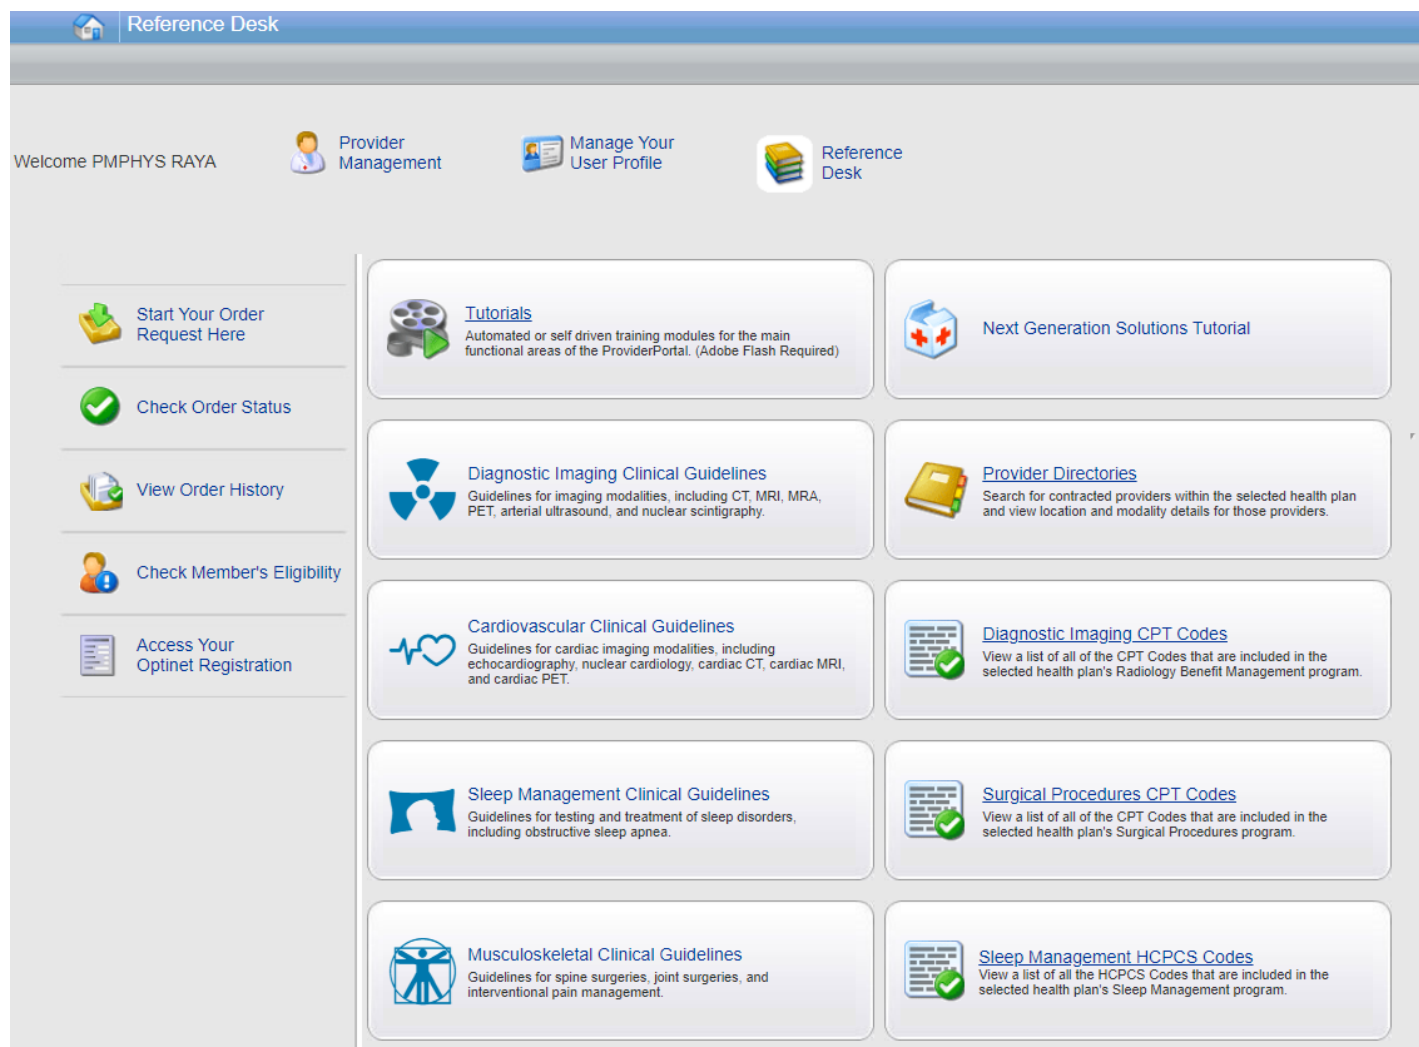 Reference Desk
Welcome PMPHYS RAYA
Provider
Management
Manage Your
User Profile
Reference
Desk
Start Your Order
Request Here
Check Order Status
View Order History
Check Member's Eligibility
Access Your
Optinet Registration
Tutorials
Automated or self driven training modules for the main
functional areas of the ProviderPortal. (Adobe Flash Required)
Next Generation Solutions Tutorial
Diagnostic Imaging Clinical Guidelines
Guidelines for imaging modalities, including CT, MRI, MRA,
PET, arterial ultrasound, and nuclear scintigraphy.
Provider Directories
Search for contracted providers within the selected health plan
and view location and modality details for those providers.
Cardiovascular Clinical Guidelines
Guidelines for cardiac imaging modalities, including
echocardiography, nuclear cardiology, cardiac CT, cardiac MRI,
and cardiac PET.
Diagnostic Imaging CPT Codes
View a list of all of the CPT Codes that are included in the
selected health plan's Radiology Benefit Management program.
Sleep Management Clinical Guidelines
Guidelines for testing and treatment of sleep disorders,
including obstructive sleep apnea.
Surgical Procedures CPT Codes
View a list of all of the CPT Codes that are included in the
selected health plan's Surgical Procedures program.
Musculoskeletal Clinical Guidelines
Guidelines for spine surgeries, joint surgeries, and
interventional pain management.
Sleep Management HCPCS Codes
View a list of all the HCPCS Codes that are included in the
selected health plan's Sleep Management program.